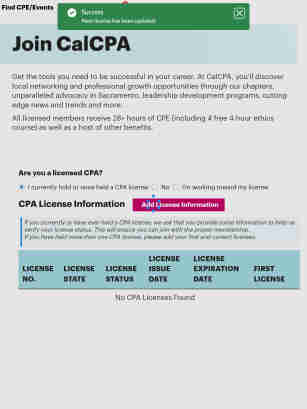 Find CPE/Events
Success
Join CalCPA
Get the tools you need to be successful in your career. At CalCPA, you'll discover
local networking and professional growth opportunities through our chapters,
unparalleled advocacy in Sacramento, leadership development programs, cutting-
edge news and trends and more.
All licensed members receive 28+ hours of CPE (including 4 free 4 hour ethics
course) as well as a host of other benefits.
Are you a licensed CPA?
I currently hold or have held a CPA license
No
I'm working toward my license
CPA License Information
Add License Information
If you currently or have ever held a CPA license, we ask that you provide some information to help us
verify your license status. This will ensure you can join with the proper membership.
If you have held more than one CPA license, please add your first and current licenses.
LICENSE NO.
LICENSE STATE
LICENSE STATUS
LICENSE ISSUE DATE
LICENSE EXPIRATION DATE
FIRST LICENSE
No CPA Licenses Found